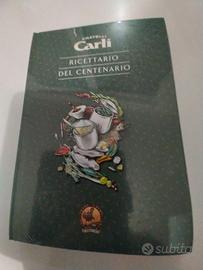 FRATELLI
Carli
RICETTARIO
DEL CENTENARIO
subito